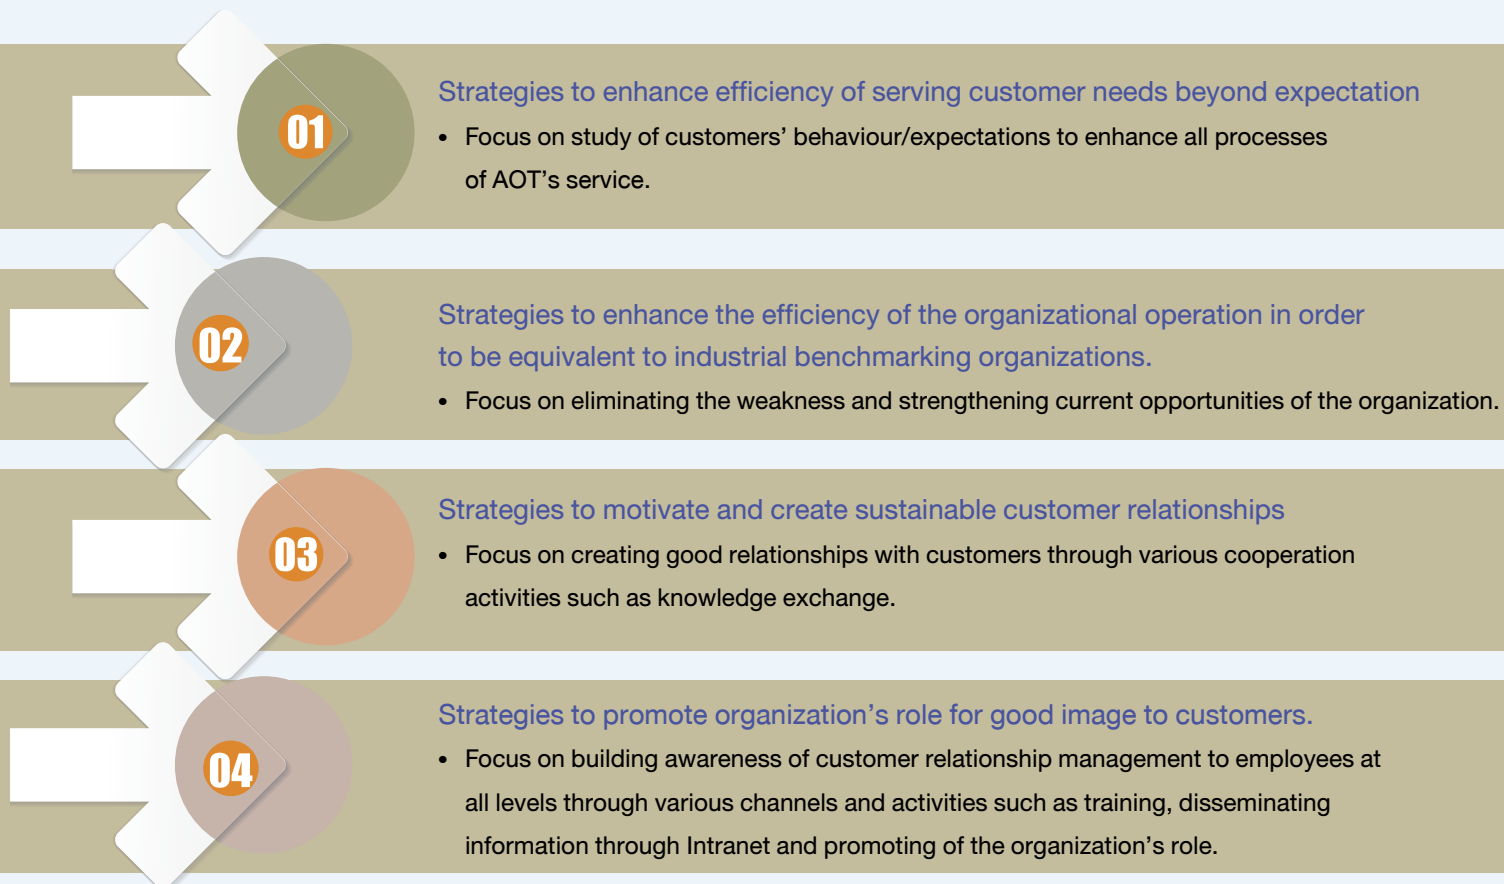 01
Strategies to enhance efficiency of serving customer needs beyond expectation
• Focus on study of customers’ behaviour/expectations to enhance all processes
of AOT’s service.
02
Strategies to enhance the efficiency of the organizational operation in order
to be equivalent to industrial benchmarking organizations.
• Focus on eliminating the weakness and strengthening current opportunities of the organization.
03
Strategies to motivate and create sustainable customer relationships
• Focus on creating good relationships with customers through various cooperation
activities such as knowledge exchange.
04
Strategies to promote organization’s role for good image to customers.
• Focus on building awareness of customer relationship management to employees at
all levels through various channels and activities such as training, disseminating
information through Intranet and promoting of the organization’s role.